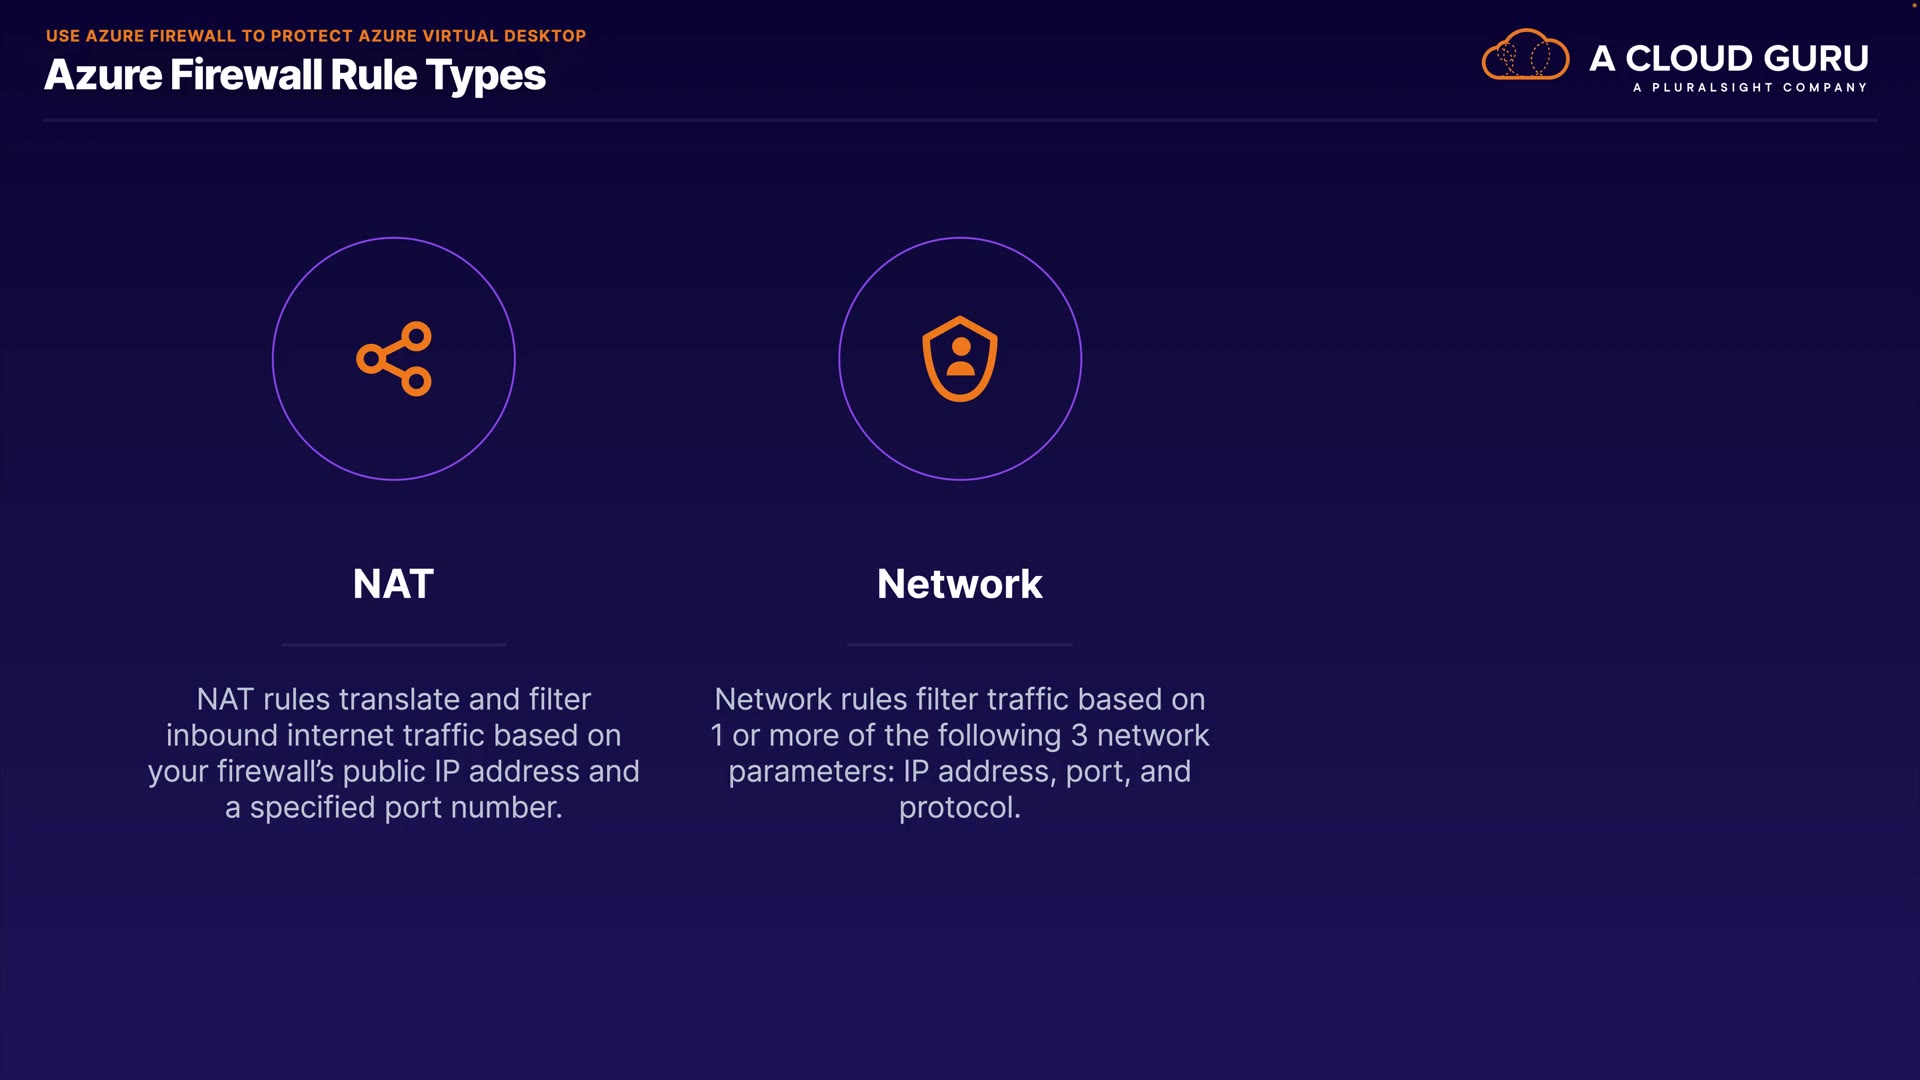 USE AZURE FIREWALL TO PROTECT AZURE VIRTUAL DESKTOP
Azure Firewall Rule Types
A CLOUD GURU
A PLURALSIGHT COMPANY
NAT
NAT rules translate and filter
inbound internet traffic based on
your firewall’s public IP address and
a specified port number.
Network
Network rules filter traffic based on
1 or more of the following 3 network
parameters: IP address, port, and
protocol.